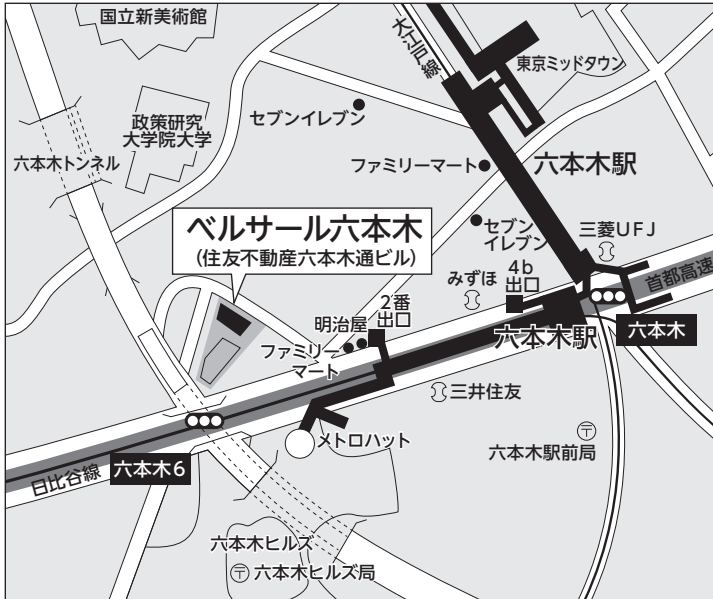 国立新美術館
大江戸線
東京ミッドタウン
政策研究
大学院大学
セブンイレブン
六本木トンネル
ファミリーマート
六本木駅
ベルサール六本木
(住友不動産六本木通ビル)
セブン
イレブン
三菱UFJ
みずほ
4b
出口
首都高速
2番
出口
明治屋
ファミリー
マート
六本木駅
六本木
三井住友
メトロハット
六本木駅前局
日比谷線
六本木6
六本木ヒルズ
〒 六本木ヒルズ局
〒